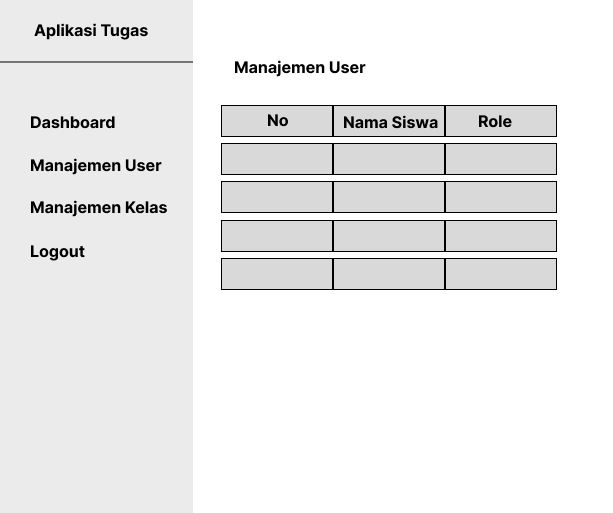 Aplikasi Tugas
Dashboard
Manajemen User
Manajemen Kelas
Logout
Manajemen User
No
Nama Siswa
Role